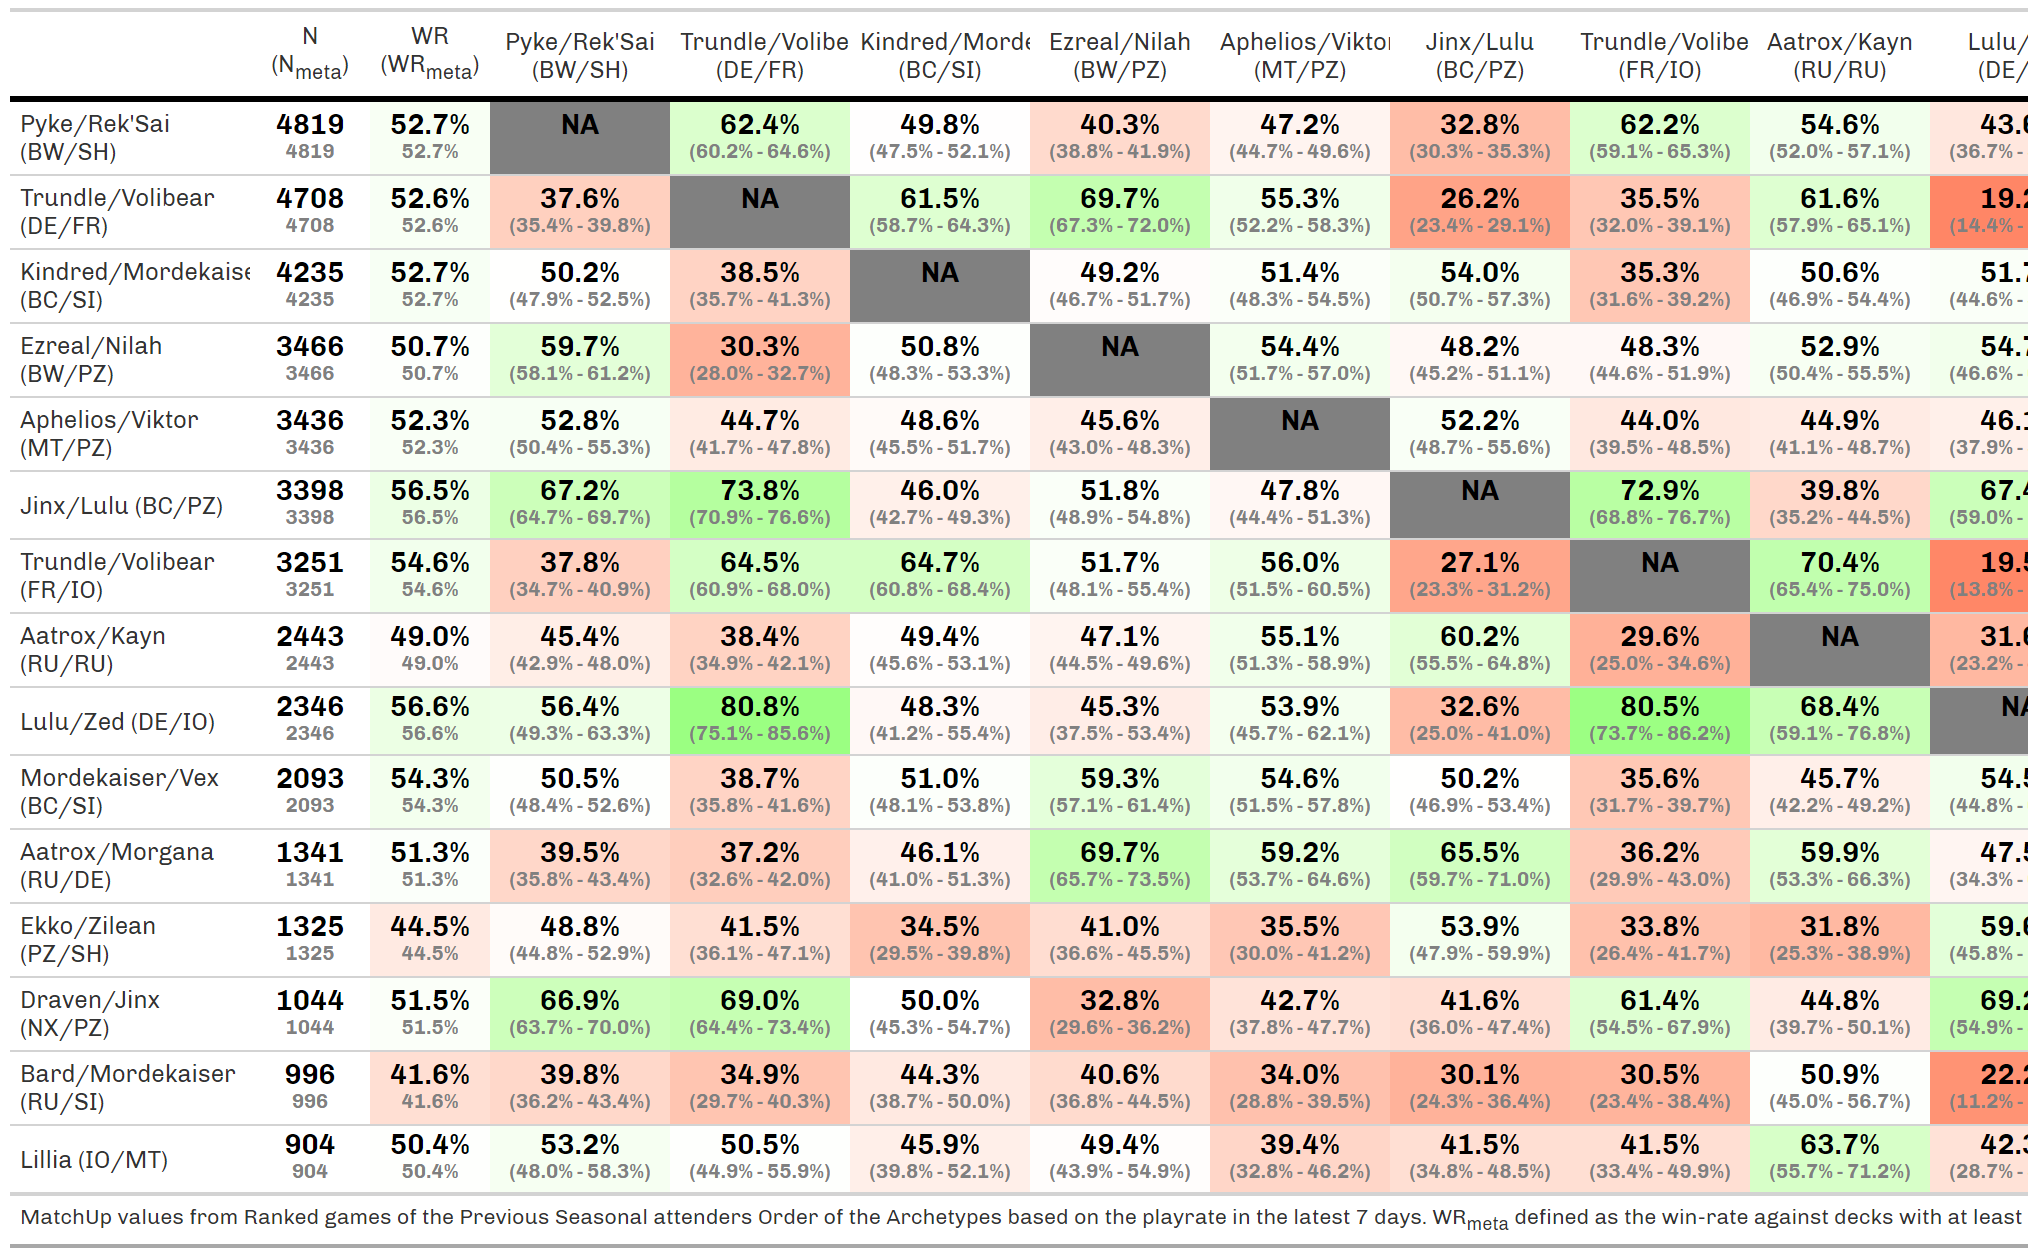 N WR Pyke/Rek'Sai Trundle/Volibe Kindred/Morde Ezreal/Nilah Aphelios/Viktor Jinx/Lulu Trundle/Volibe Aatrox/Kayn Lulu/
(Nmeta) (WRmeta) (BW/SH) (DE/FR) (BC/SI) (BW/PZ) (MT/PZ) (BC/PZ) (FR/IO) (RU/RU) (DE/
Pyke/Rek'Sai 4819 52.7% NA 62.4% 49.8% 40.3% 47.2% 32.8% 62.2% 54.6% 43.6
(BW/SH) 4819 52.7% (60.2% - 64.6%) (47.5% - 52.1%) (38.8% - 41.9%) (44.7% - 49.6%) (30.3% - 35.3%) (59.1% - 65.3%) (52.0% - 57.1%) (36.7% -
Trundle/Volibear 4708 52.6% 37.6% NA 61.5% 69.7% 55.3% 26.2% 35.5% 61.6% 19.2
(DE/FR) 4708 52.6% (35.4% - 39.8%) (58.7% - 64.3%) (67.3% - 72.0%) (52.2% - 58.3%) (23.4% - 29.1%) (32.0% - 39.1%) (57.9% - 65.1%) (14.4% -
Kindred/Mordekaise 4235 52.7% 50.2% 38.5% NA 49.2% 51.4% 54.0% 35.3% 50.6% 51.7
(BC/SI) 4235 52.7% (47.9% - 52.5%) (35.7% - 41.3%) (46.7% - 51.7%) (48.3% - 54.5%) (50.7% - 57.3%) (31.6% - 39.2%) (46.9% - 54.4%) (44.6% -
Ezreal/Nilah 3466 50.7% 59.7% 30.3% 50.8% NA 54.4% 48.2% 48.3% 52.9% 54.7
(BW/PZ) 3466 50.7% (58.1% - 61.2%) (28.0% - 32.7%) (48.3% - 53.3%) (51.7% - 57.0%) (45.2% - 51.1%) (44.6% - 51.9%) (50.4% - 55.5%) (46.6% -
Aphelios/Viktor 3436 52.3% 52.8% 44.7% 48.6% 45.6% NA 52.2% 44.0% 44.9% 46.1
(MT/PZ) 3436 52.3% (50.4% - 55.3%) (41.7% - 47.8%) (45.5% - 51.7%) (43.0% - 48.3%) (48.7% - 55.6%) (39.5% - 48.5%) (41.1% - 48.7%) (37.9% -
Jinx/Lulu (BC/PZ) 3398 56.5% 67.2% 73.8% 46.0% 51.8% 47.8% NA 72.9% 39.8% 67.4
3398 56.5% (64.7% - 69.7%) (70.9% - 76.6%) (42.7% - 49.3%) (48.9% - 54.8%) (44.4% - 51.3%) (68.8% - 76.7%) (35.2% - 44.5%) (59.0% -
Trundle/Volibear 3251 54.6% 37.8% 64.5% 64.7% 51.7% 56.0% 27.1% NA 70.4% 19.5
(FR/IO) 3251 54.6% (34.7% - 40.9%) (60.9% - 68.0%) (60.8% - 68.4%) (48.1% - 55.4%) (51.5% - 60.5%) (23.3% - 31.2%) (65.4% - 75.0%) (13.8% -
Aatrox/Kayn 2443 49.0% 45.4% 38.4% 49.4% 47.1% 55.1% 60.2% 29.6% NA 31.6
(RU/RU) 2443 49.0% (42.9% - 48.0%) (34.9% - 42.1%) (45.6% - 53.1%) (44.5% - 49.6%) (51.3% - 58.9%) (55.5% - 64.8%) (25.0% - 34.6%) (23.2% -
Lulu/Zed (DE/IO) 2346 56.6% 56.4% 80.8% 48.3% 45.3% 53.9% 32.6% 80.5% 68.4% NA
2346 56.6% (49.3% - 63.3%) (75.1% - 85.6%) (41.2% - 55.4%) (37.5% - 53.4%) (45.7% - 62.1%) (25.0% - 41.0%) (73.7% - 86.2%) (59.1% - 76.8%)
Mordekaiser/Vex 2093 54.3% 50.5% 38.7% 51.0% 59.3% 54.6% 50.2% 35.6% 45.7% 54.5
(BC/SI) 2093 54.3% (48.4% - 52.6%) (35.8% - 41.6%) (48.1% - 53.8%) (57.1% - 61.4%) (51.5% - 57.8%) (46.9% - 53.4%) (31.7% - 39.7%) (42.2% - 49.2%) (44.8% -
Aatrox/Morgana 1341 51.3% 39.5% 37.2% 46.1% 69.7% 59.2% 65.5% 36.2% 59.9% 47.5
(RU/DE) 1341 51.3% (35.8% - 43.4%) (32.6% - 42.0%) (41.0% - 51.3%) (65.7% - 73.5%) (53.7% - 64.6%) (59.7% - 71.0%) (29.9% - 43.0%) (53.3% - 66.3%) (34.3% -
Ekko/Zilean 1325 44.5% 48.8% 41.5% 34.5% 41.0% 35.5% 53.9% 33.8% 31.8% 59.6
(PZ/SH) 1325 44.5% (44.8% - 52.9%) (36.1% - 47.1%) (29.5% - 39.8%) (36.6% - 45.5%) (30.0% - 41.2%) (47.9% - 59.9%) (26.4% - 41.7%) (25.3% - 38.9%) (45.8% -
Draven/Jinx 1044 51.5% 66.9% 69.0% 50.0% 32.8% 42.7% 41.6% 61.4% 44.8% 69.2
(NX/PZ) 1044 51.5% (63.7% - 70.0%) (64.4% - 73.4%) (45.3% - 54.7%) (29.6% - 36.2%) (37.8% - 47.7%) (36.0% - 47.4%) (54.5% - 67.9%) (39.7% - 50.1%) (54.9% -
Bard/Mordekaiser 996 41.6% 39.8% 34.9% 44.3% 40.6% 34.0% 30.1% 30.5% 50.9% 22.2
(RU/SI) 996 41.6% (36.2% - 43.4%) (29.7% - 40.3%) (38.7% - 50.0%) (36.8% - 44.5%) (28.8% - 39.5%) (24.3% - 36.4%) (23.4% - 38.4%) (45.0% - 56.7%) (11.2% -
Lillia (IO/MT) 904 50.4% 53.2% 50.5% 45.9% 49.4% 39.4% 41.5% 41.5% 63.7% 42.3
904 50.4% (48.0% - 58.3%) (44.9% - 55.9%) (39.8% - 52.1%) (43.9% - 54.9%) (32.8% - 46.2%) (34.8% - 48.5%) (33.4% - 49.9%) (55.7% - 71.2%) (28.7% -
MatchUp values from Ranked games of the Previous Seasonal attenders Order of the Archetypes based on the playrate in the latest 7 days. WRmeta defined as the win-rate against decks with at least